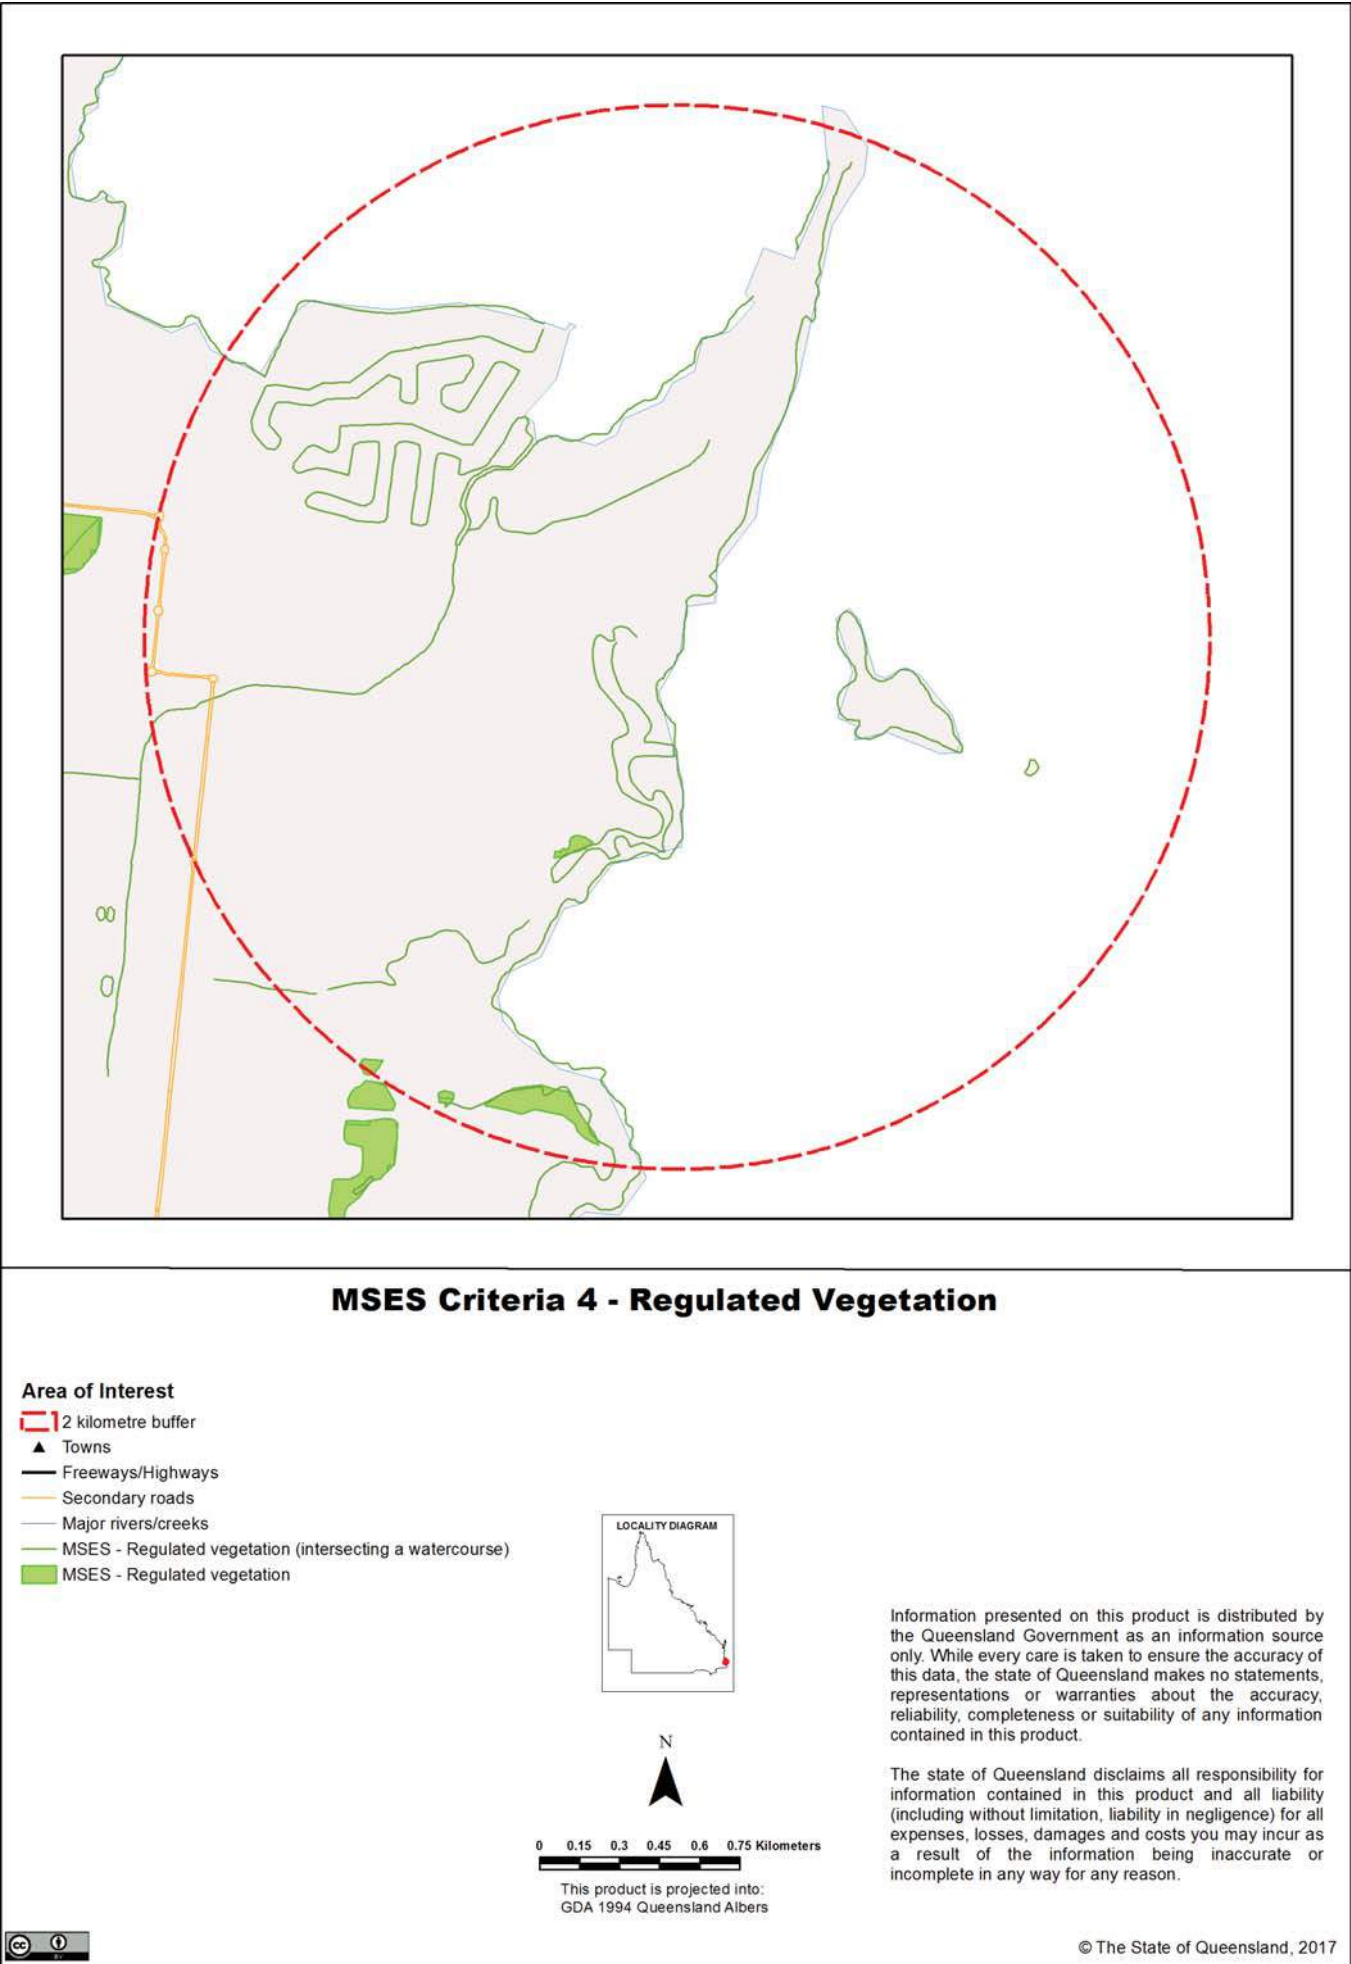 MSES Criteria 4 - Regulated Vegetation
Area of Interest
2 kilometre buffer
Towns
Freeways/Highways
Secondary roads
Major rivers/creeks
MSES - Regulated vegetation (intersecting a watercourse)
MSES - Regulated vegetation
LOCALITY DIAGRAM
N
0 0.15 0.3 0.45 0.6 0.75 Kilometers
This product is projected into:
GDA 1994 Queensland Albers
Information presented on this product is distributed by
the Queensland Government as an information source
only. While every care is taken to ensure the accuracy of
this data, the state of Queensland makes no statements,
representations or warranties about the accuracy,
reliability, completeness or suitability of any information
contained in this product.
The state of Queensland disclaims all responsibility for
information contained in this product and all liability
(including without limitation, liability in negligence) for all
expenses, losses, damages and costs you may incur as
a result of the information being inaccurate or
incomplete in any way for any reason.
cc
BY
© The State of Queensland, 2017